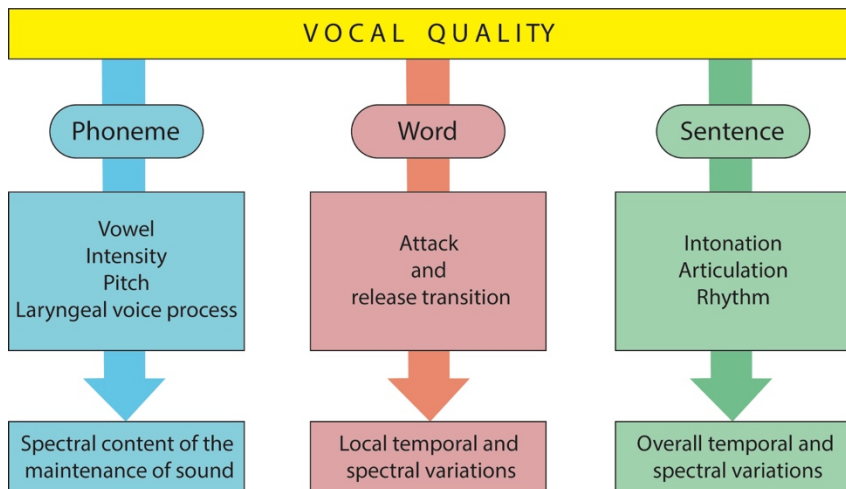 VOCAL QUALITY
Phoneme
Vowel
Intensity
Pitch
Laryngeal voice process
Spectral content of the
maintenance of sound
Word
Attack
and
release transition
Local temporal and
spectral variations
Sentence
Intonation
Articulation
Rhythm
Overall temporal and
spectral variations